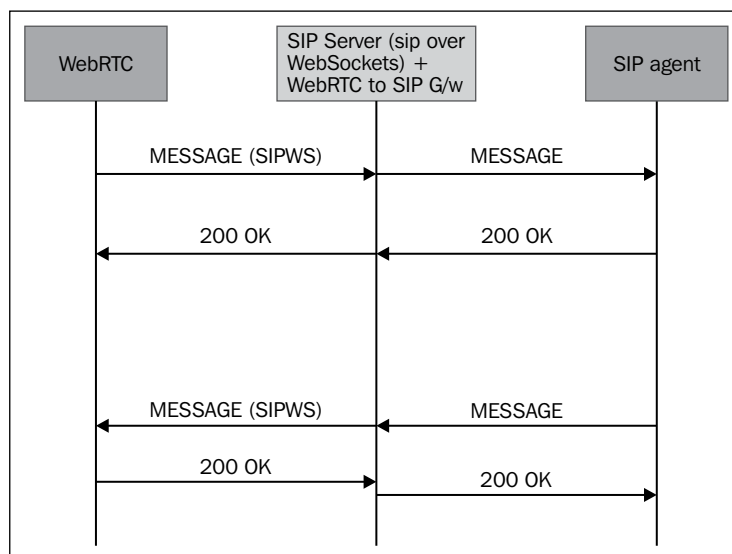 WebRTC
SIP Server (sip over
WebSockets) +
WebRTC to SIP G/w
SIP agent
MESSAGE (SIPWS)
MESSAGE
200 OK
200 OK
MESSAGE (SIPWS)
MESSAGE
200 OK
200 OK